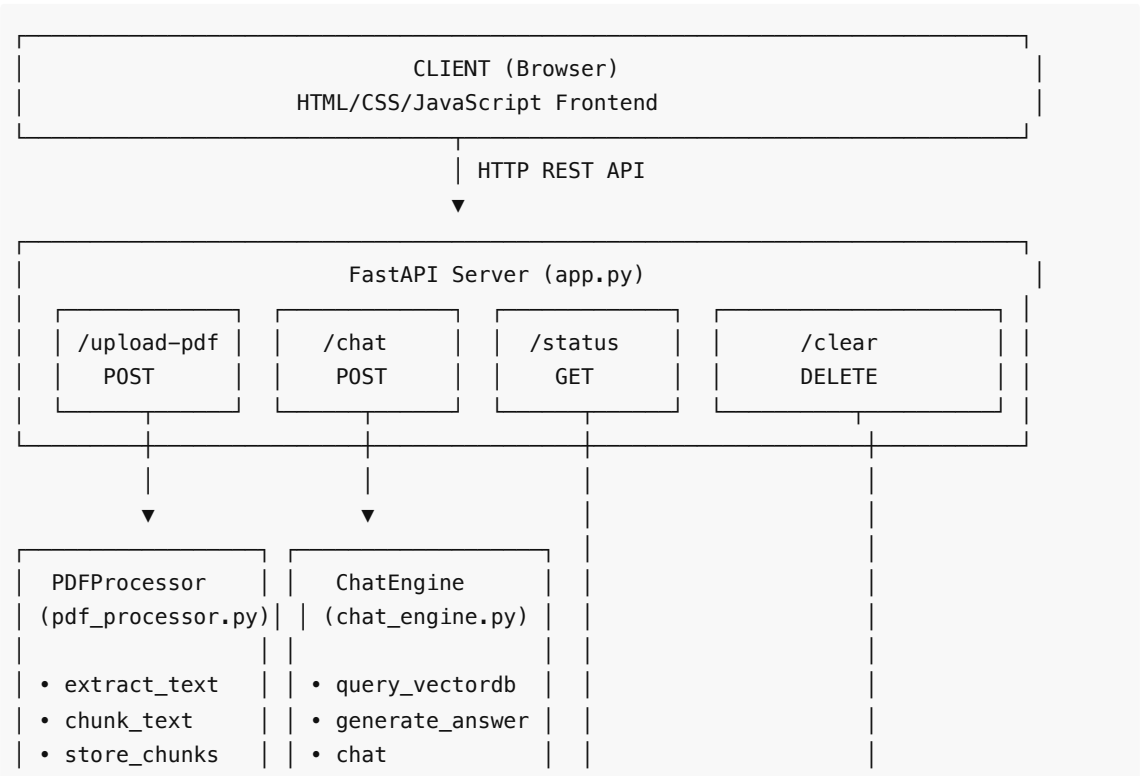 CLIENT (Browser)
HTML/CSS/JavaScript Frontend
HTTP REST API
FastAPI Server (app.py)
/upload-pdf /chat /status /clear
POST POST GET DELETE
PDFProcessor ChatEngine
(pdf_processor.py) (chat_engine.py)
• extract_text • query_vectordb
• chunk_text • generate_answer
• store_chunks • chat